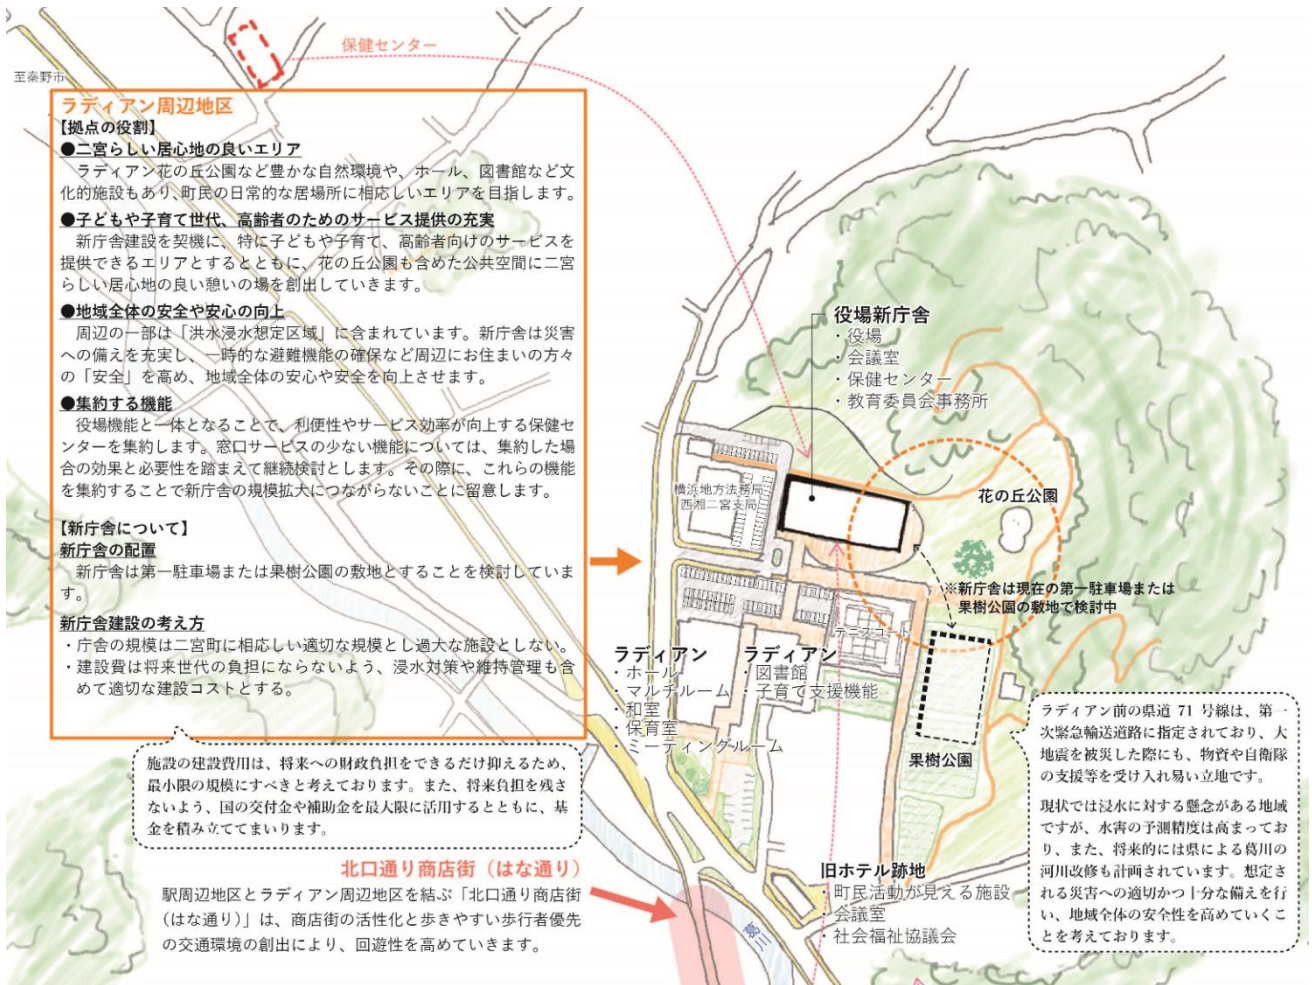 保健センター
至秦野市
ラディアン周辺地区
【拠点の役割】
●二宮らしい居心地の良いエリア
ラディアン花の丘公園など豊かな自然環境や、ホール、図書館など文
化的施設もあり、町民の日常的な居場所に相応しいエリアを目指します。
●子どもや子育て世代、高齢者のためのサービス提供の充実
新庁舎建設を契機に、特に子どもや子育て、高齢者向けのサービスを
提供できるエリアとするとともに、花の丘公園も含めた公共空間に二宮
らしい居心地の良い憩いの場を創出していきます。
●地域全体の安全や安心の向上
周辺の一部は「洪水浸水想定区域」に含まれています。新庁舎は災害
への備えを充実し、一時的な避難機能の確保など周辺にお住まいの方々
の「安全」を高め、地域全体の安心や安全を向上させます。
●集約する機能
役場機能と一体となることで、利便性やサービス効率が向上する保健セ
ンターを集約します。窓口サービスの少ない機能については、集約した場
合の効果と必要性を踏まえて継続検討とします。その際に、これらの機能
を集約することで新庁舎の規模拡大につながらないことに留意します。
【新庁舎について】
新庁舎の配置
新庁舎は第一駐車場または果樹公園の敷地とすることを検討していま
す。
新庁舎建設の考え方
・庁舎の規模は二宮町に相応しい適切な規模とし過大な施設としない。
・建設費は将来世代の負担にならないよう、浸水対策や維持管理も含
めて適切な建設コストとする。
施設の建設費用は、将来への財政負担をできるだけ抑えるため、
最小限の規模にすべきと考えております。また、将来負担を残さ
ないよう、国の交付金や補助金を最大限に活用するとともに、基
金を積み立ててまいります。
北口通り商店街（はな通り）
駅周辺地区とラディアン周辺地区を結ぶ「北口通り商店街
（はな通り）」は、商店街の活性化と歩きやすい歩行者優先
の交通環境の創出により、回遊性を高めていきます。
役場新庁舎
・役場
・会議室
・保健センター
・教育委員会事務所
横浜地方法務局
西湘二宮支局
花の丘公園
※新庁舎は現在の第一駐車場または
果樹公園の敷地で検討中
テニスコート
ラディアン
・ホール
・マルチルーム
・和室
・保育室
・ミーティングルーム
ラディアン
・図書館
・子育て支援機能
果樹公園
旧ホテル跡地
・町民活動が見える施設
・会議室
・社会福祉協議会
葛川
ラディアン前の県道 71 号線は、第一
次緊急輸送道路に指定されており、大
地震を被災した際にも、物資や自衛隊
の支援等を受け入れ易い立地です。
現状では浸水に対する懸念がある地域
ですが、水害の予測精度は高まってお
り、また、将来的には県による葛川の
河川改修も計画されています。想定さ
れる災害への適切かつ十分な備えを行
い、地域全体の安全性を高めていくこ
とを考えております。